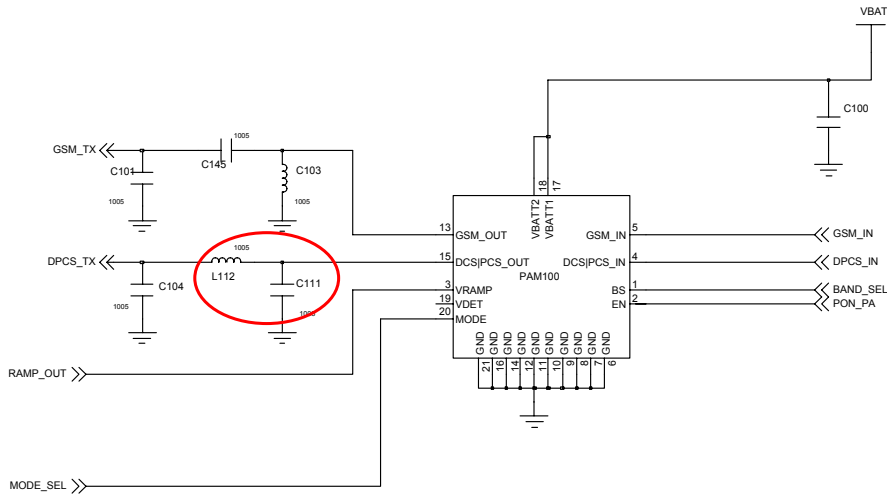 VBAT
C100
GSM_TX
1005
C145
C101
C103
1005
1005
18
17
VBATT2
VBATT1
13
GSM_OUT
GSM_IN
5
GSM_IN
DPCS_TX
1005
L112
15
DCS|PCS_OUT
DCS|PCS_IN
4
DPCS_IN
PAM100
C104
1005
C111
1005
3
VRAMP
BS
1
BAND_SEL
19
VDET
EN
2
PON_PA
20
MODE
GND
GND
GND
GND
GND
GND
GND
GND
GND
GND
21
16
14
12
11
10
9
8
7
6
RAMP_OUT
MODE_SEL